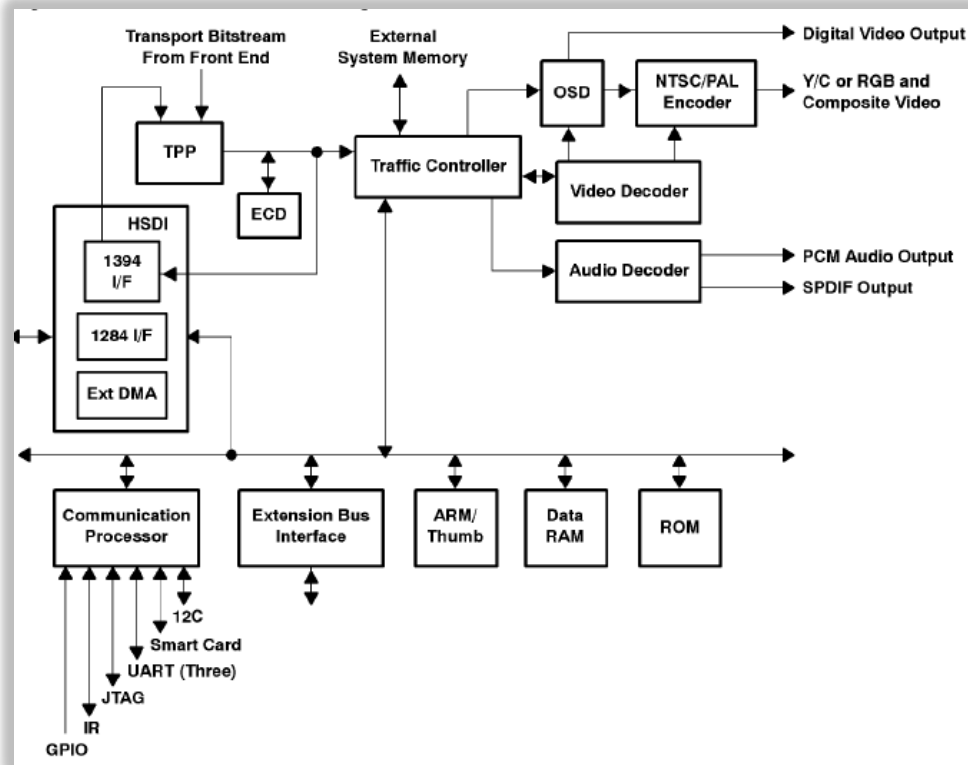 Transport Bitstream
From Front End
External
System Memory
Digital Video Output
OSD
NTSC/PAL
Encoder
Y/C or RGB and
Composite Video
TPP
Traffic Controller
Video Decoder
ECD
HSDI
1394
I/F
Audio Decoder
PCM Audio Output
SPDIF Output
1284 I/F
Ext DMA
Communication
Processor
Extension Bus
Interface
ARM/
Thumb
Data
RAM
ROM
12C
Smart Card
UART (Three)
JTAG
IR
GPIO